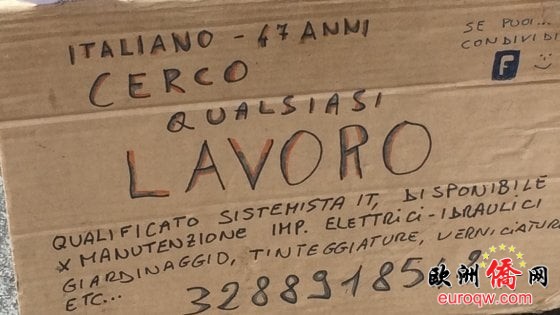 ITALIANO - 47 ANNI
SE PUOI...
CONDIVIDI
F
CERCO
QUALSIASI
LAVORO
QUALIFICATO SISTEMISTA IT, DISPONIBILE
X MANUTENZIONE IMP. ELETTRICI-IDRAULICI
GIARDINAGGIO, TINTEGGIATURE, VERNICIATURA
ETC...
欧洲侨网
euroqw.com